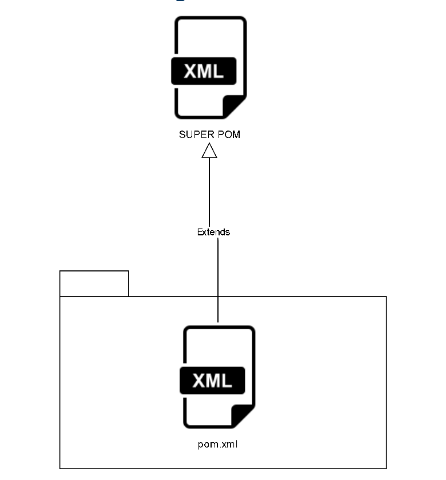 XML
SUPER POM
Extends
XML
pom.xml